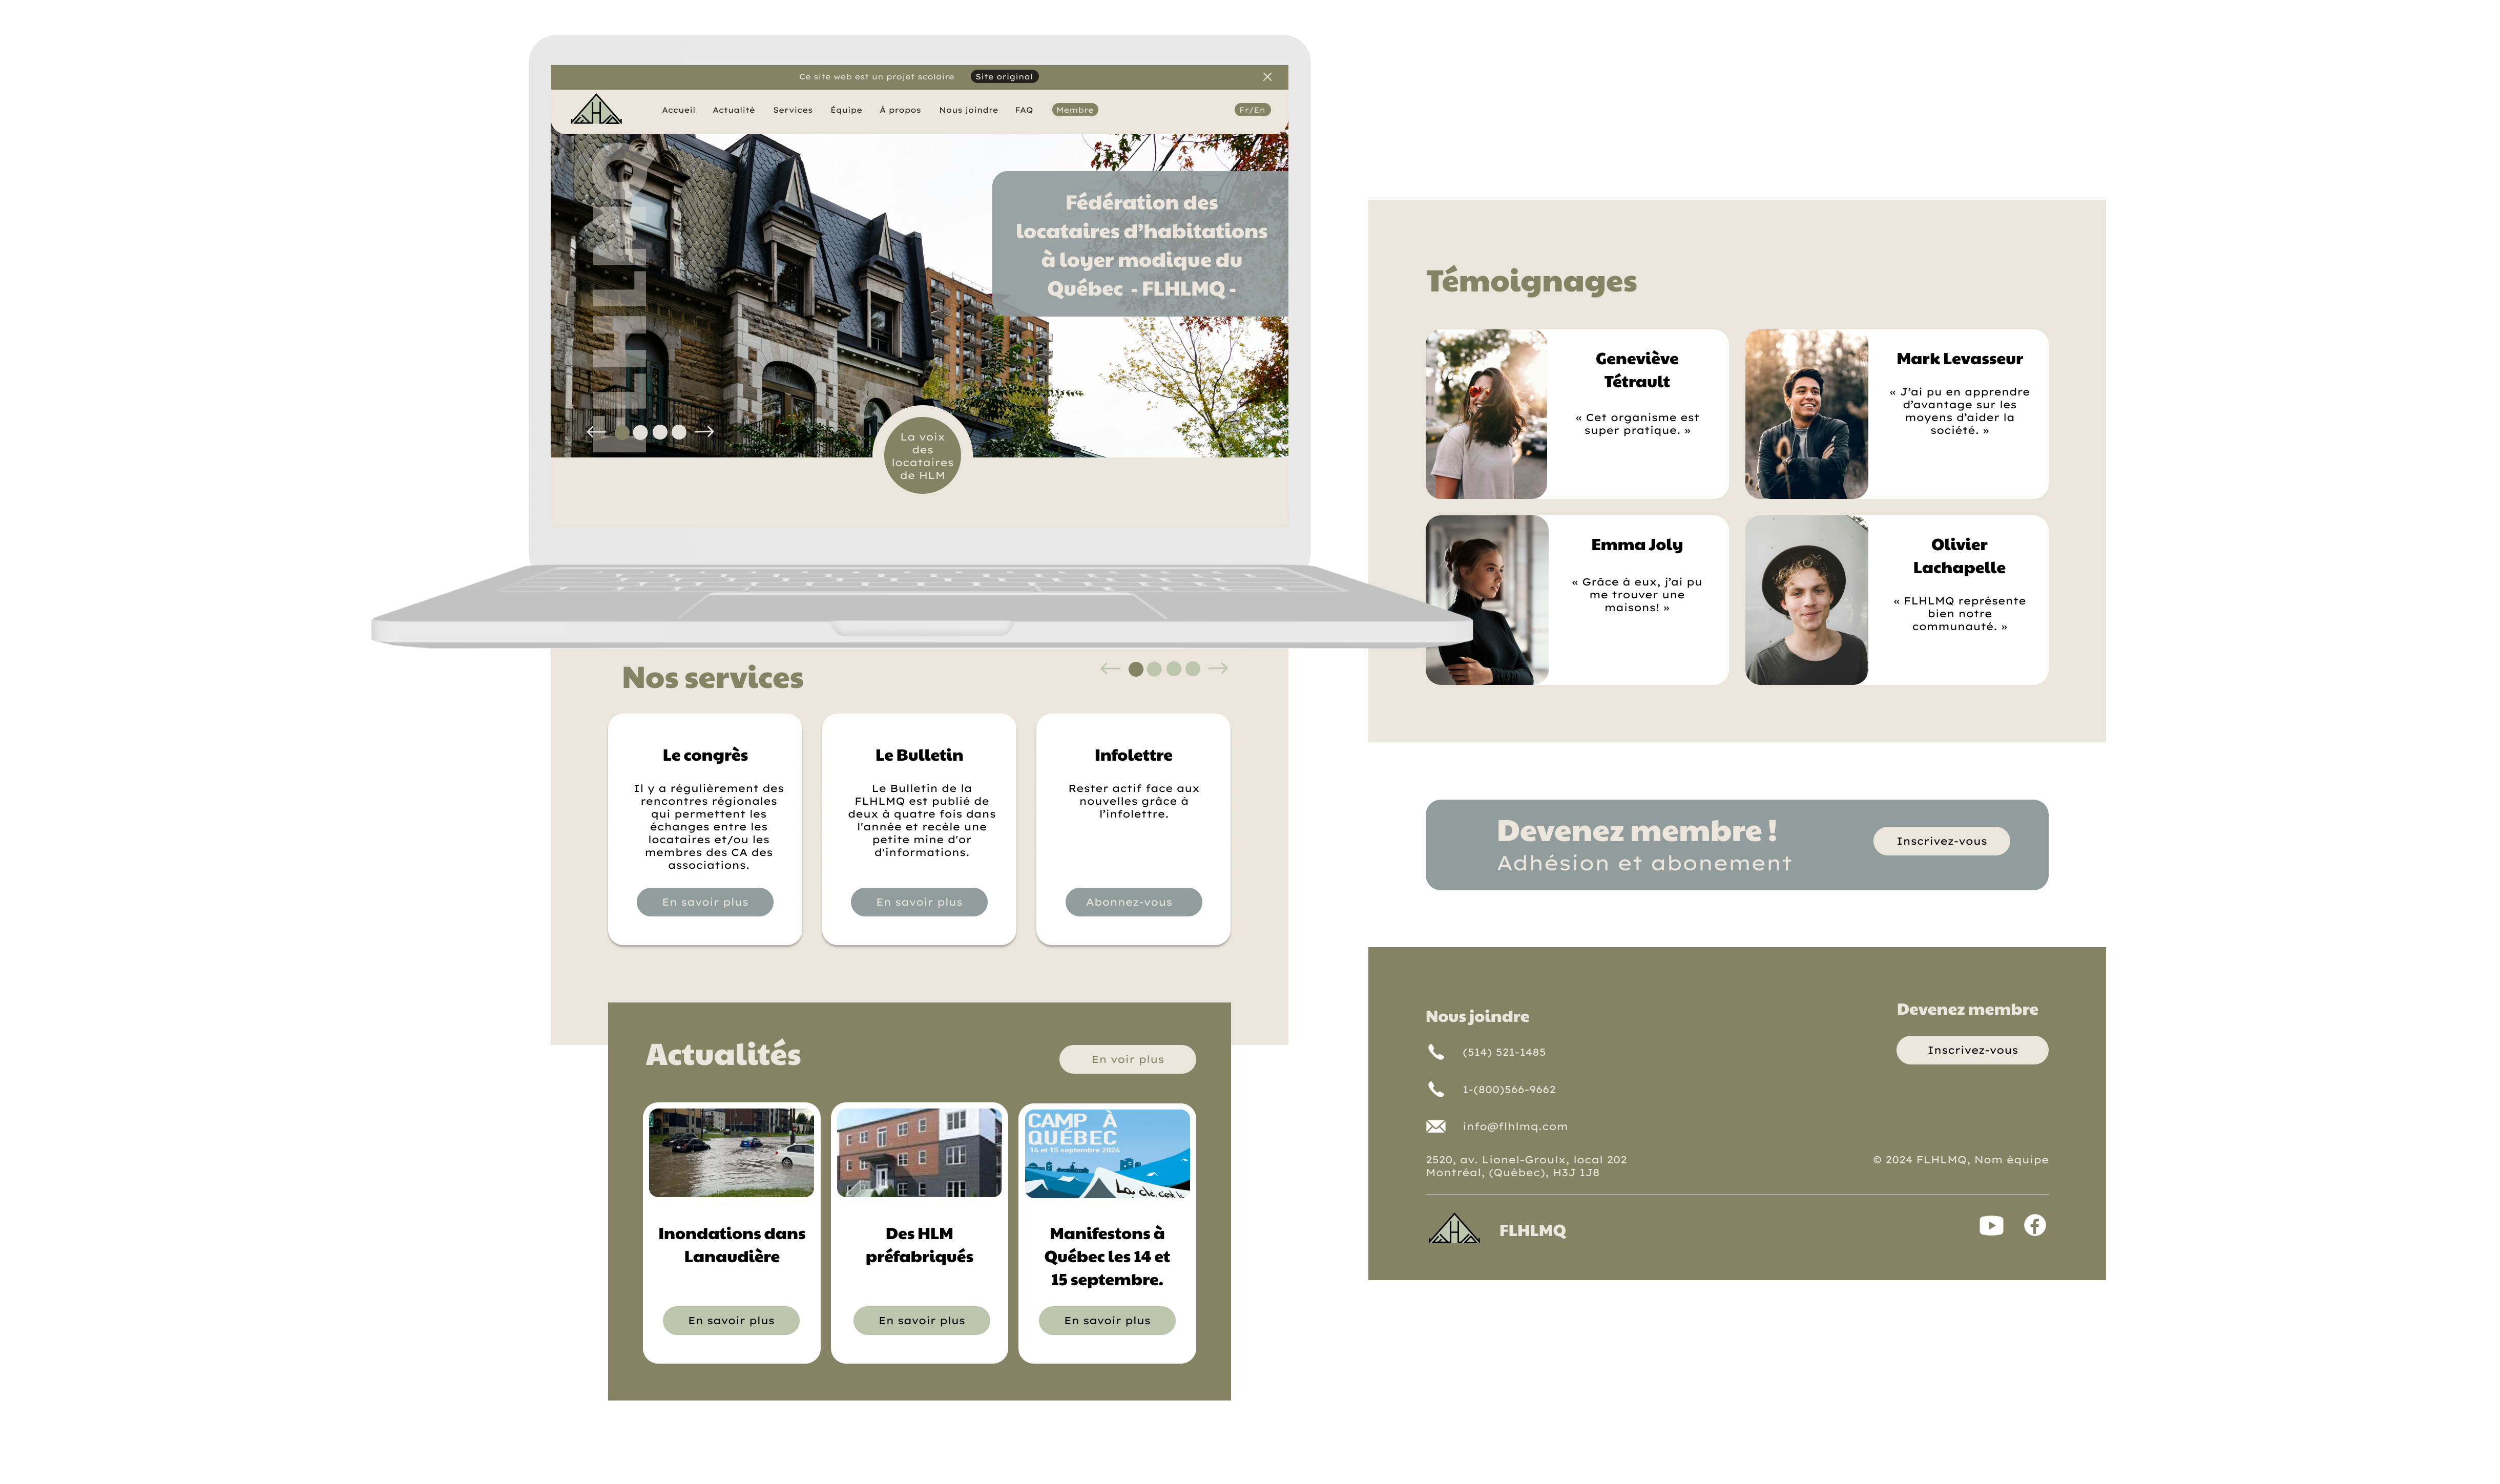 Ce site web est un projet scolaire
Site original
Accueil
Actualité
Services
Équipe
À propos
Nous joindre
FAQ
Membre
Fr/En
FLHLMQ
Fédération des
locataires d’habitations
à loyer modique du
Québec - FLHLMQ -
La voix
des
locataires
de HLM
Nos services
Le congrès
Il y a régulièrement des
rencontres régionales
qui permettent les
échanges entre les
locataires et/ou les
membres des CA des
associations.
En savoir plus
Le Bulletin
Le Bulletin de la
FLHLMQ est publié de
deux à quatre fois dans
l'année et recèle une
petite mine d'or
d'informations.
En savoir plus
Infolettre
Rester actif face aux
nouvelles grâce à
l’infolettre.
Abonnez-vous
Actualités
En voir plus
Inondations dans
Lanaudière
En savoir plus
Des HLM
préfabriqués
En savoir plus
CAMP À
QUÉBEC
14 et 15 septembre 2024
La clé, c'est le
Manifestons à
Québec les 14 et
15 septembre.
En savoir plus
Témoignages
Geneviève
Tétrault
« Cet organisme est
super pratique. »
Mark Levasseur
« J’ai pu en apprendre
d’avantage sur les
moyens d’aider la
société. »
Emma Joly
« Grâce à eux, j’ai pu
me trouver une
maisons! »
Olivier
Lachapelle
« FLHLMQ représente
bien notre
communauté. »
Devenez membre !
Adhésion et abonement
Inscrivez-vous
Nous joindre
(514) 521-1485
1-(800)566-9662
info@flhlmq.com
2520, av. Lionel-Groulx, local 202
Montréal, (Québec), H3J 1J8
Devenez membre
Inscrivez-vous
© 2024 FLHLMQ, Nom équipe
FLHLMQ